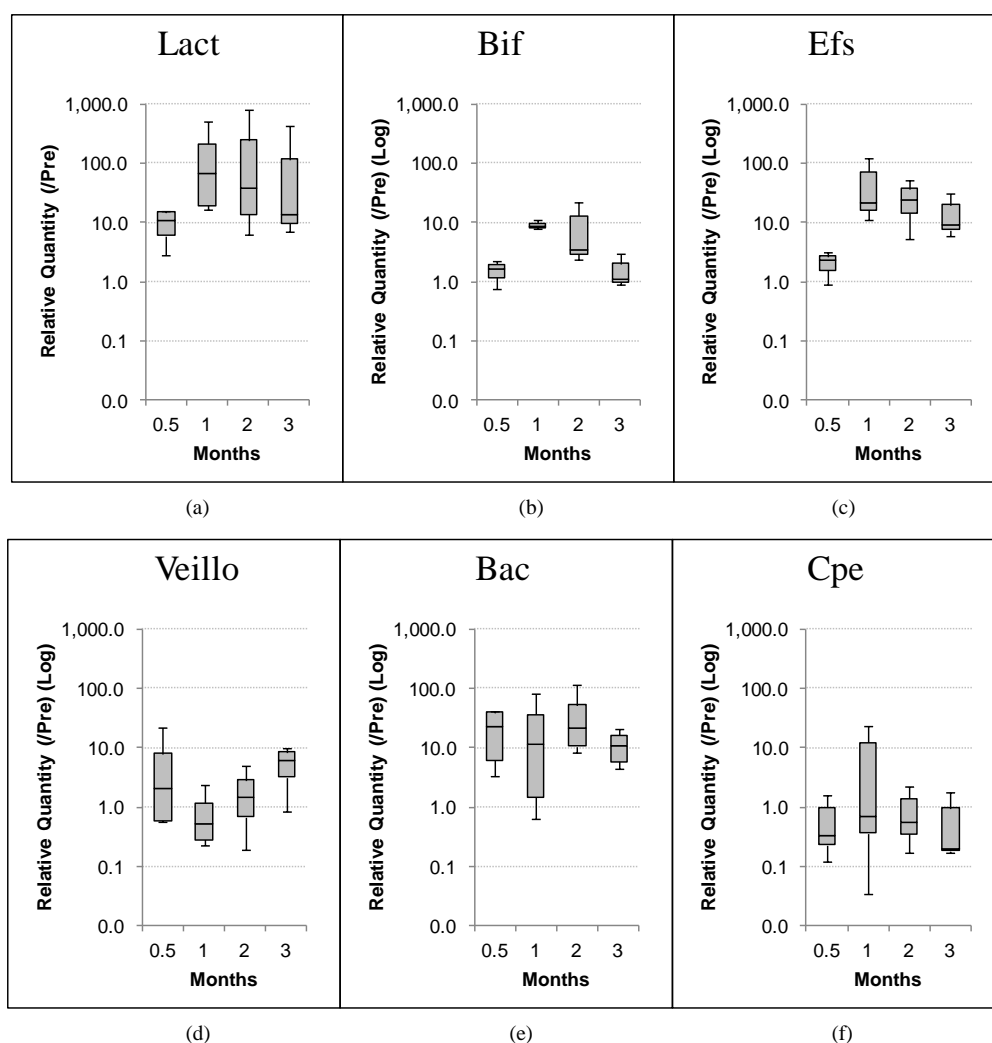 Lact
Relative Quantity (/Pre)
1,000.0
100.0
10.0
1.0
0.1
0.0
0.5 1 2 3
Months
(a)
Bif
Relative Quantity (/Pre) (Log)
1,000.0
100.0
10.0
1.0
0.1
0.0
0.5 1 2 3
Months
(b)
Efs
Relative Quantity (/Pre) (Log)
1,000.0
100.0
10.0
1.0
0.1
0.0
0.5 1 2 3
Months
(c)
Veillo
Relative Quantity (/Pre) (Log)
1,000.0
100.0
10.0
1.0
0.1
0.0
0.5 1 2 3
Months
(d)
Bac
Relative Quantity (/Pre) (Log)
1,000.0
100.0
10.0
1.0
0.1
0.0
0.5 1 2 3
Months
(e)
Cpe
Relative Quantity (/Pre) (Log)
1,000.0
100.0
10.0
1.0
0.1
0.0
0.5 1 2 3
Months
(f)